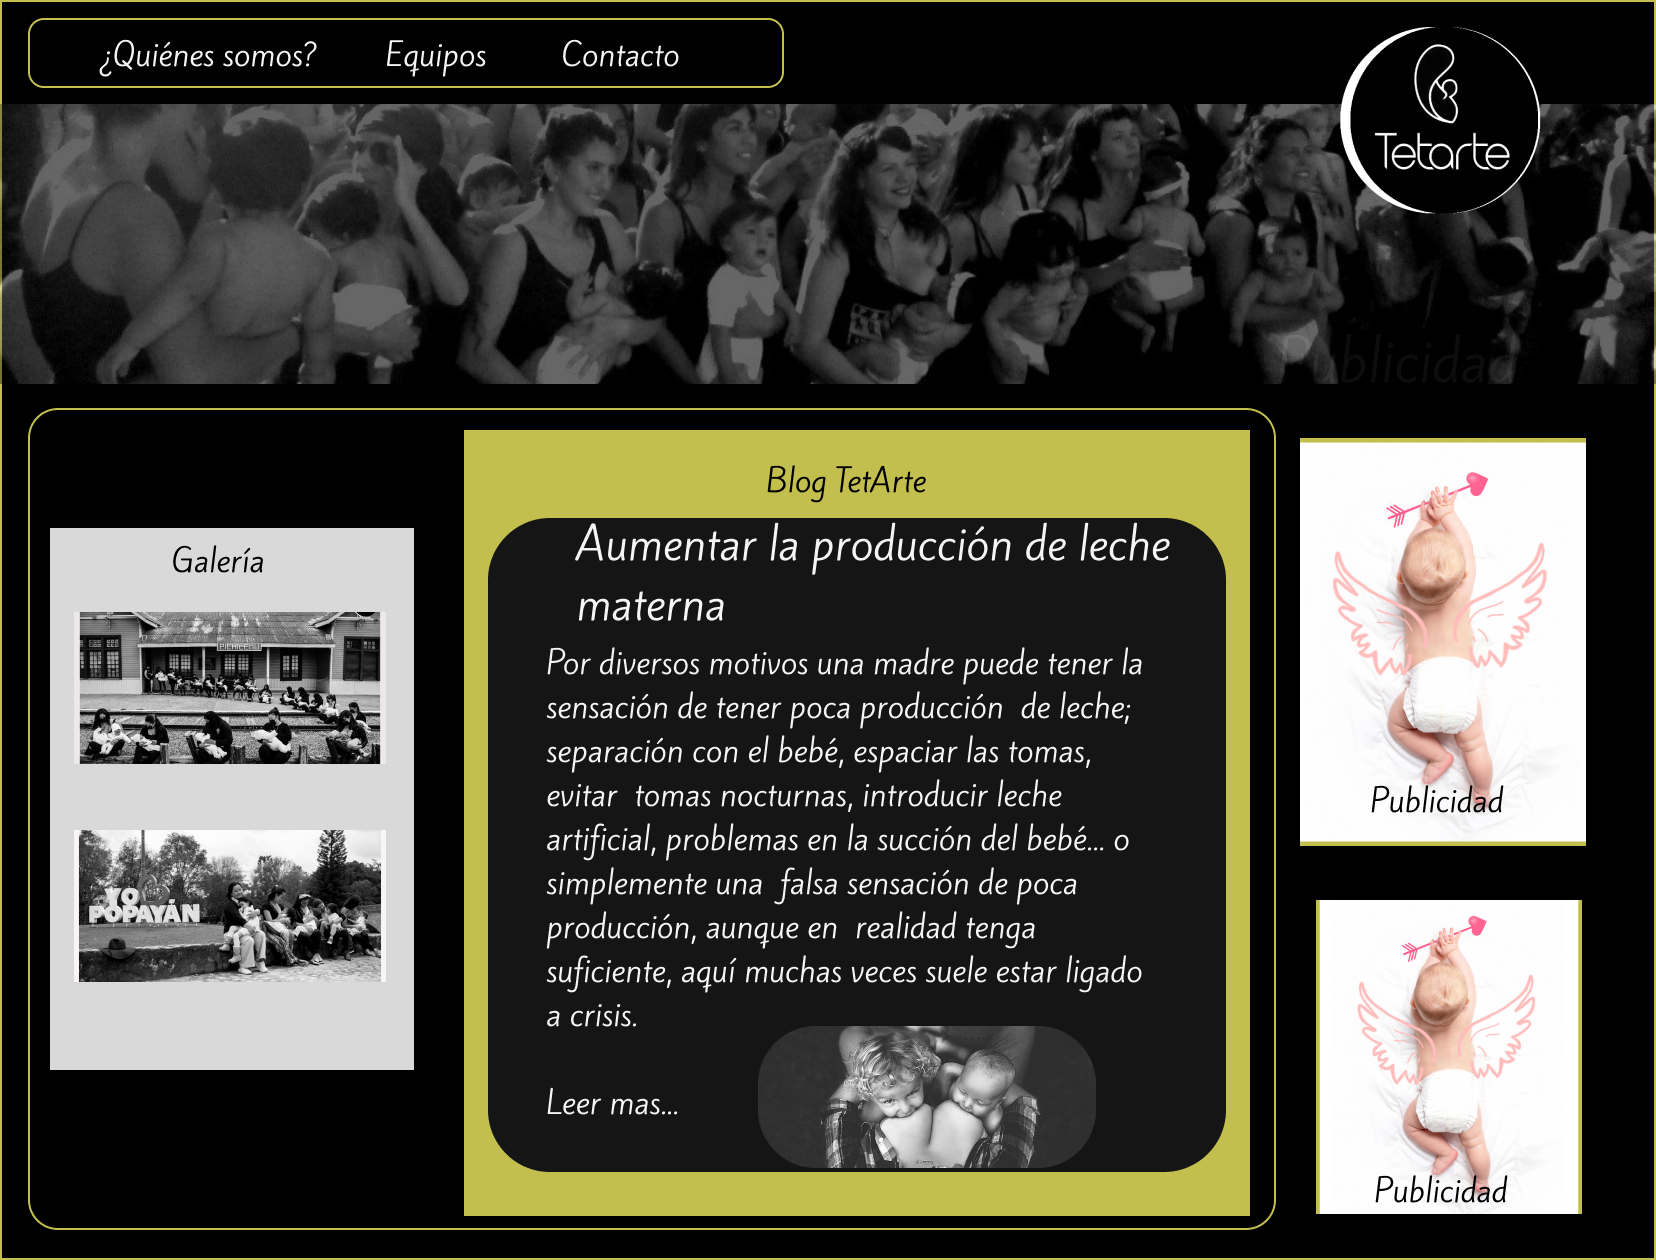 ¿Quiénes somos?
Equipos
Contacto
Tetarte
Publicidad
Galería
YO
POPAYÁN
Blog TetArte
Aumentar la producción de leche
materna
Por diversos motivos una madre puede tener la
sensación de tener poca producción  de leche;
separación con el bebé, espaciar las tomas,
evitar  tomas nocturnas, introducir leche
artificial, problemas en la succión del bebé... o
simplemente una  falsa sensación de poca
producción, aunque en  realidad tenga
suficiente, aquí muchas veces suele estar ligado
a crisis.
Leer mas...
Publicidad
Publicidad